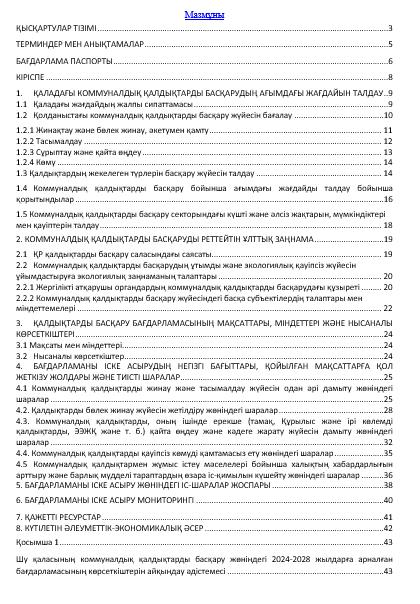 Мазмұны
ҚЫСҚАРТУЛАР ТІЗІМІ.....3
ТЕРМИНДЕР МЕН АНЫҚТАМАЛАР.....5
БАҒДАРЛАМА ПАСПОРТЫ.....6
КІРІСПЕ.....8
1. ҚАЛАДАҒЫ КОММУНАЛДЫҚ ҚАЛДЫҚТАРДЫ БАСҚАРУДЫҢ АҒЫМДАҒЫ ЖАҒДАЙЫН ТАЛДАУ..9
1.1 Қаладағы жағдайдың жалпы сипаттамасы.....9
1.2 Қолданыстағы коммуналдық қалдықтарды басқару жүйесін бағалау.....10
1.2.1 Жинақтау және бөлек жинау, әкетумен қамту.....11
1.2.2 Тасымалдау.....12
1.2.3 Сұрыптау және қайта өңдеу.....13
1.2.4 Көму.....14
1.3 Қалдықтардың жекелеген түрлерін басқару жүйесін талдау.....14
1.4 Коммуналдық қалдықтарды басқару бойынша ағымдағы жағдайды талдау бойынша
қорытындылар.....16
1.5 Коммуналдық қалдықтарды басқару секторындағы күшті және әлсіз жақтарын, мүмкіндіктері
мен қауіптерін талдау.....18
2. КОММУНАЛДЫҚ ҚАЛДЫҚТАРДЫ БАСҚАРУДЫ РЕТТЕЙТІН ҰЛТТЫҚ ЗАҢНАМА.....19
2.1 ҚР қалдықтарды басқару саласындағы саясаты.....19
2.2 Коммуналдық қалдықтарды басқарудың ұтымды және экологиялық қауіпсіз жүйесін
ұйымдастыруға экологиялық заңнаманың талаптары.....20
2.2.1 Жергілікті атқарушы органдардың коммуналдық қалдықтарды басқарудағы құзыреті.....20
2.2.2 Коммуналдық қалдықтарды басқару жүйесіндегі басқа субъектілердің талаптары мен
міндеттемелері.....22
3. ҚАЛДЫҚТАРДЫ БАСҚАРУ БАҒДАРЛАМАСЫНЫҢ МАҚСАТТАРЫ, МІНДЕТТЕРІ ЖӘНЕ НЫСАНАЛЫ
КӨРСЕТКІШТЕРІ.....24
3.1 Мақсаты мен міндеттері.....24
3.2 Нысаналы көрсеткіштер.....24
4. БАҒДАРЛАМАНЫ ІСКЕ АСЫРУДЫҢ НЕГІЗГІ БАҒЫТТАРЫ, ҚОЙЫЛҒАН МАҚСАТТАРҒА ҚОЛ
ЖЕТКІЗУ ЖОЛДАРЫ ЖӘНЕ ТИІСТІ ШАРАЛАР.....25
4.1 Коммуналдық қалдықтарды жинау және тасымалдау жүйесін одан әрі дамыту жөніндегі
шаралар.....25
4.2. Қалдықтарды бөлек жинау жүйесін жетілдіру жөніндегі шаралар.....28
4.3. Коммуналдық қалдықтарды, оның ішінде ерекше (тамақ, Құрылыс және ірі көлемді
қалдықтарды, ЭЭЖҚ және т. б.) қайта өңдеу және кәдеге жарату жүйесін дамыту жөніндегі
шаралар.....32
4.4. Коммуналдық қалдықтарды қауіпсіз көмуді қамтамасыз ету жөніндегі шаралар.....35
4.5 Коммуналдық қалдықтармен жұмыс істеу мәселелері бойынша халықтың хабардарлығын
арттыру және барлық мүдделі тараптардың өзара іс-қимылын күшейту жөніндегі шаралар.....36
5. БАҒДАРЛАМАНЫ ІСКЕ АСЫРУ ЖӨНІНДЕГІ ІС-ШАРАЛАР ЖОСПАРЫ.....38
6. БАҒДАРЛАМАНЫ ІСКЕ АСЫРУ МОНИТОРИНГІ.....40
7. ҚАЖЕТТІ РЕСУРСТАР.....41
8. КҮТІЛЕТІН ӘЛЕУМЕТТІК-ЭКОНОМИКАЛЫҚ ӘСЕР.....42
Қосымша 1.....43
Шу қаласының коммуналдық қалдықтарды басқару жөніндегі 2024-2028 жылдарға арналған
бағдарламасының көрсеткіштерін айқындау әдістемесі.....43